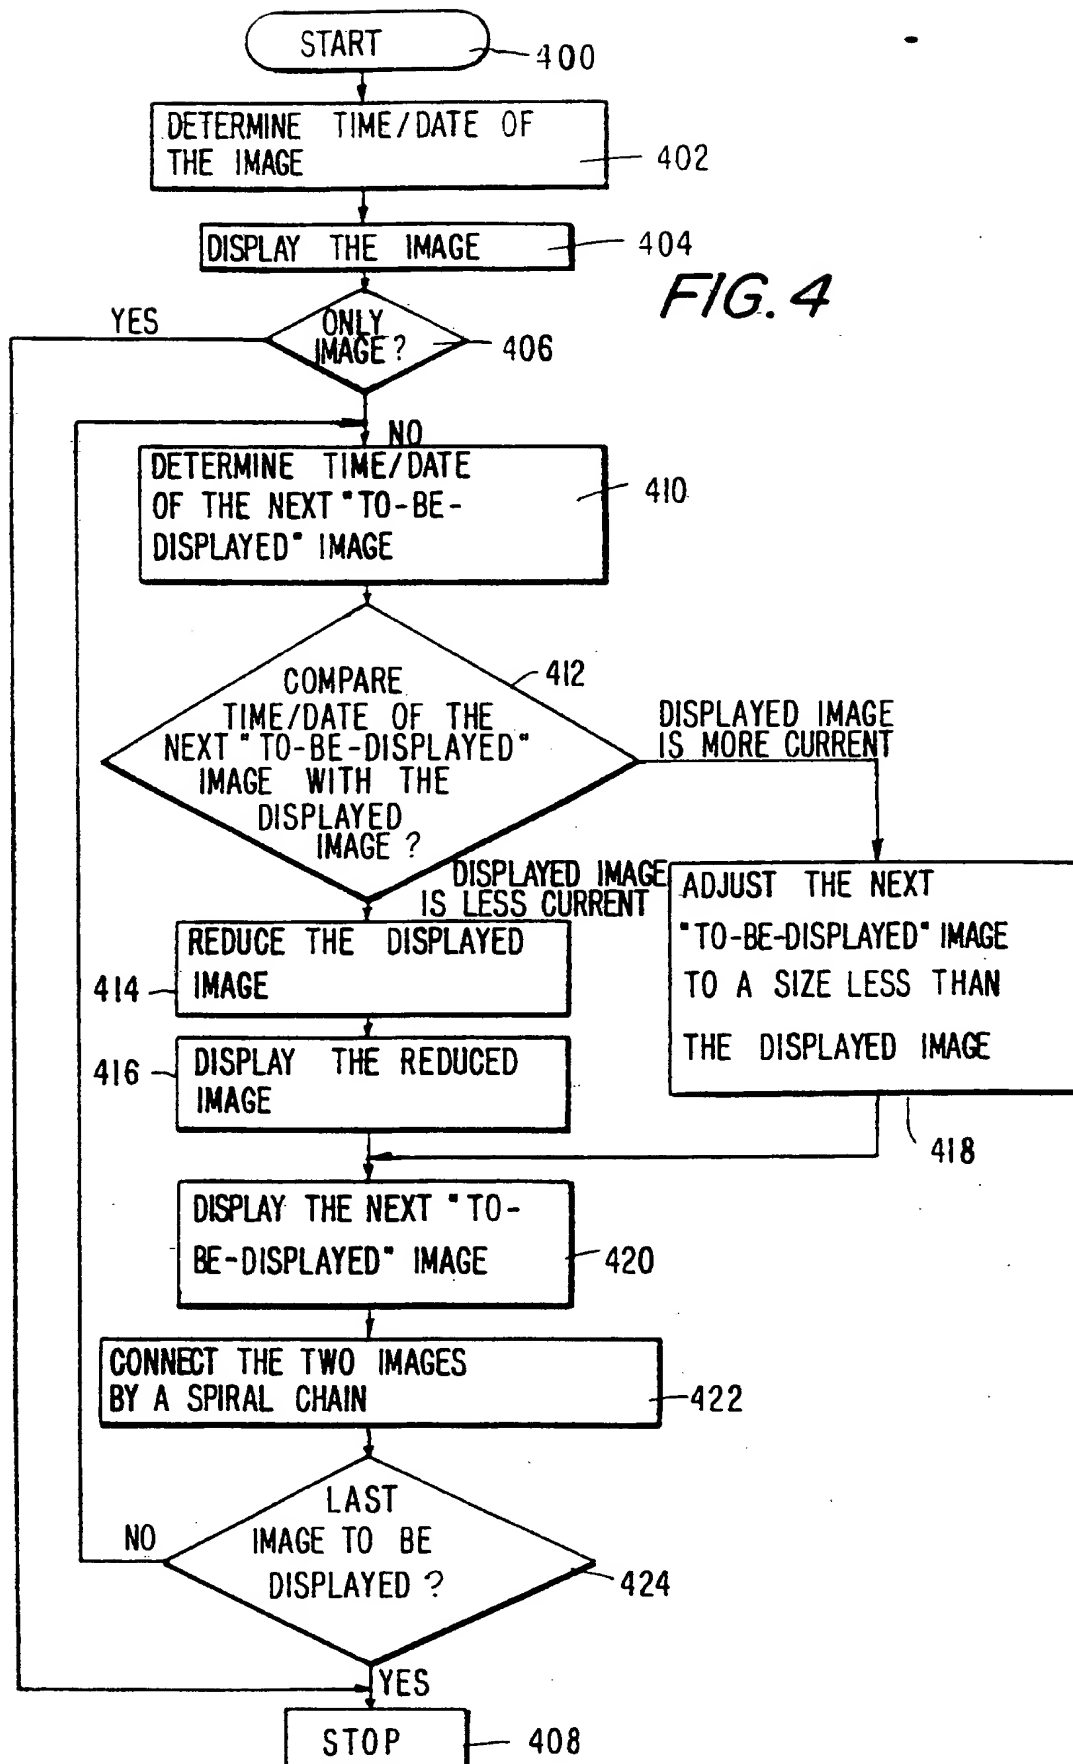 START
400
DETERMINE TIME/DATE OF
THE IMAGE
402
DISPLAY THE IMAGE
404
FIG. 4
YES
ONLY
IMAGE ?
406
NO
DETERMINE TIME/DATE
OF THE NEXT "TO-BE-
DISPLAYED" IMAGE
410
412
COMPARE
TIME/DATE OF THE
NEXT "TO-BE-DISPLAYED"
IMAGE WITH THE
DISPLAYED
IMAGE ?
DISPLAYED IMAGE
IS MORE CURRENT
DISPLAYED IMAGE
IS LESS CURRENT
REDUCE THE DISPLAYED
IMAGE
414
ADJUST THE NEXT
"TO-BE-DISPLAYED" IMAGE
TO A SIZE LESS THAN
THE DISPLAYED IMAGE
418
DISPLAY THE REDUCED
IMAGE
416
DISPLAY THE NEXT "TO-
BE-DISPLAYED" IMAGE
420
CONNECT THE TWO IMAGES
BY A SPIRAL CHAIN
422
LAST
IMAGE TO BE
DISPLAYED ?
424
NO
YES
STOP
408